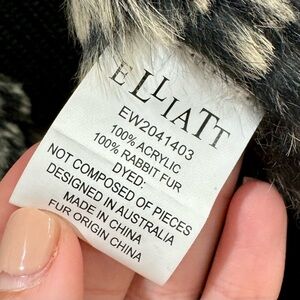 ELLIATT
EW2041403
100% ACRYLIC
100% RABBIT FUR
DYED:
NOT COMPOSED OF PIECES
DESIGNED IN AUSTRALIA
MADE IN CHINA
FUR ORIGIN CHINA